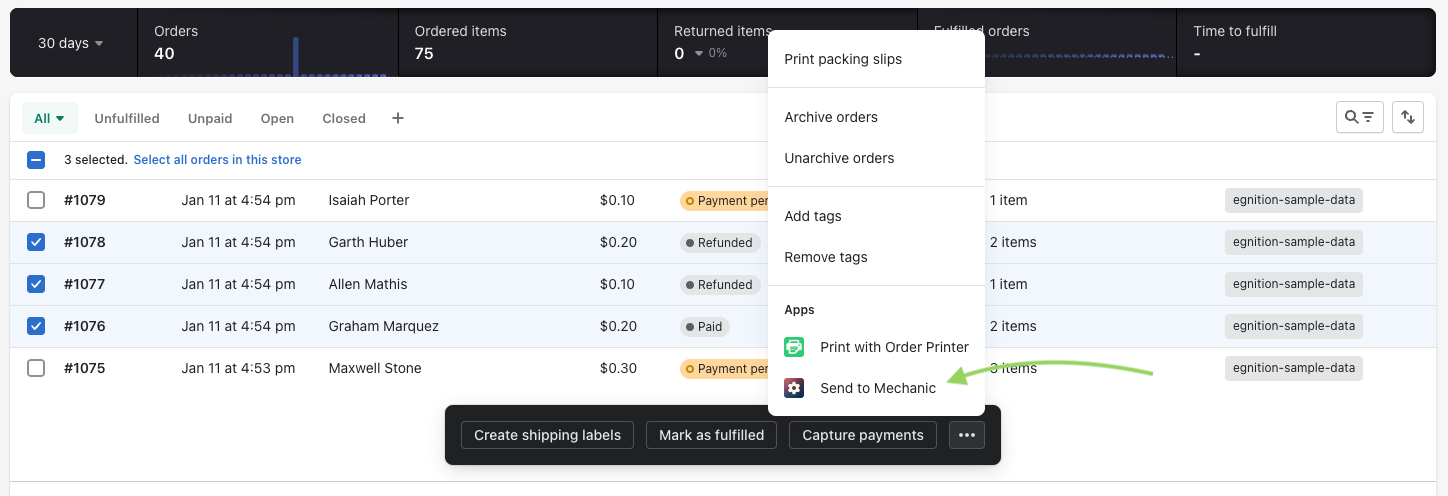 30 days
Orders
40
Ordered items
75
Returned items
0 0%
orders
Time to fulfill
-
Print packing slips
Archive orders
Unarchive orders
Add tags
Remove tags
Apps
Print with Order Printer
Send to Mechanic
All Unfulfilled Unpaid Open Closed +
3 selected. Select all orders in this store
#1079 Jan 11 at 4:54 pm Isaiah Porter $0.10 Payment pen 1 item egnition-sample-data
#1078 Jan 11 at 4:54 pm Garth Huber $0.20 Refunded 2 items egnition-sample-data
#1077 Jan 11 at 4:54 pm Allen Mathis $0.10 Refunded 1 item egnition-sample-data
#1076 Jan 11 at 4:54 pm Graham Marquez $0.20 Paid 2 items egnition-sample-data
#1075 Jan 11 at 4:53 pm Maxwell Stone $0.30 Payment pen items egnition-sample-data
Create shipping labels Mark as fulfilled Capture payments •••